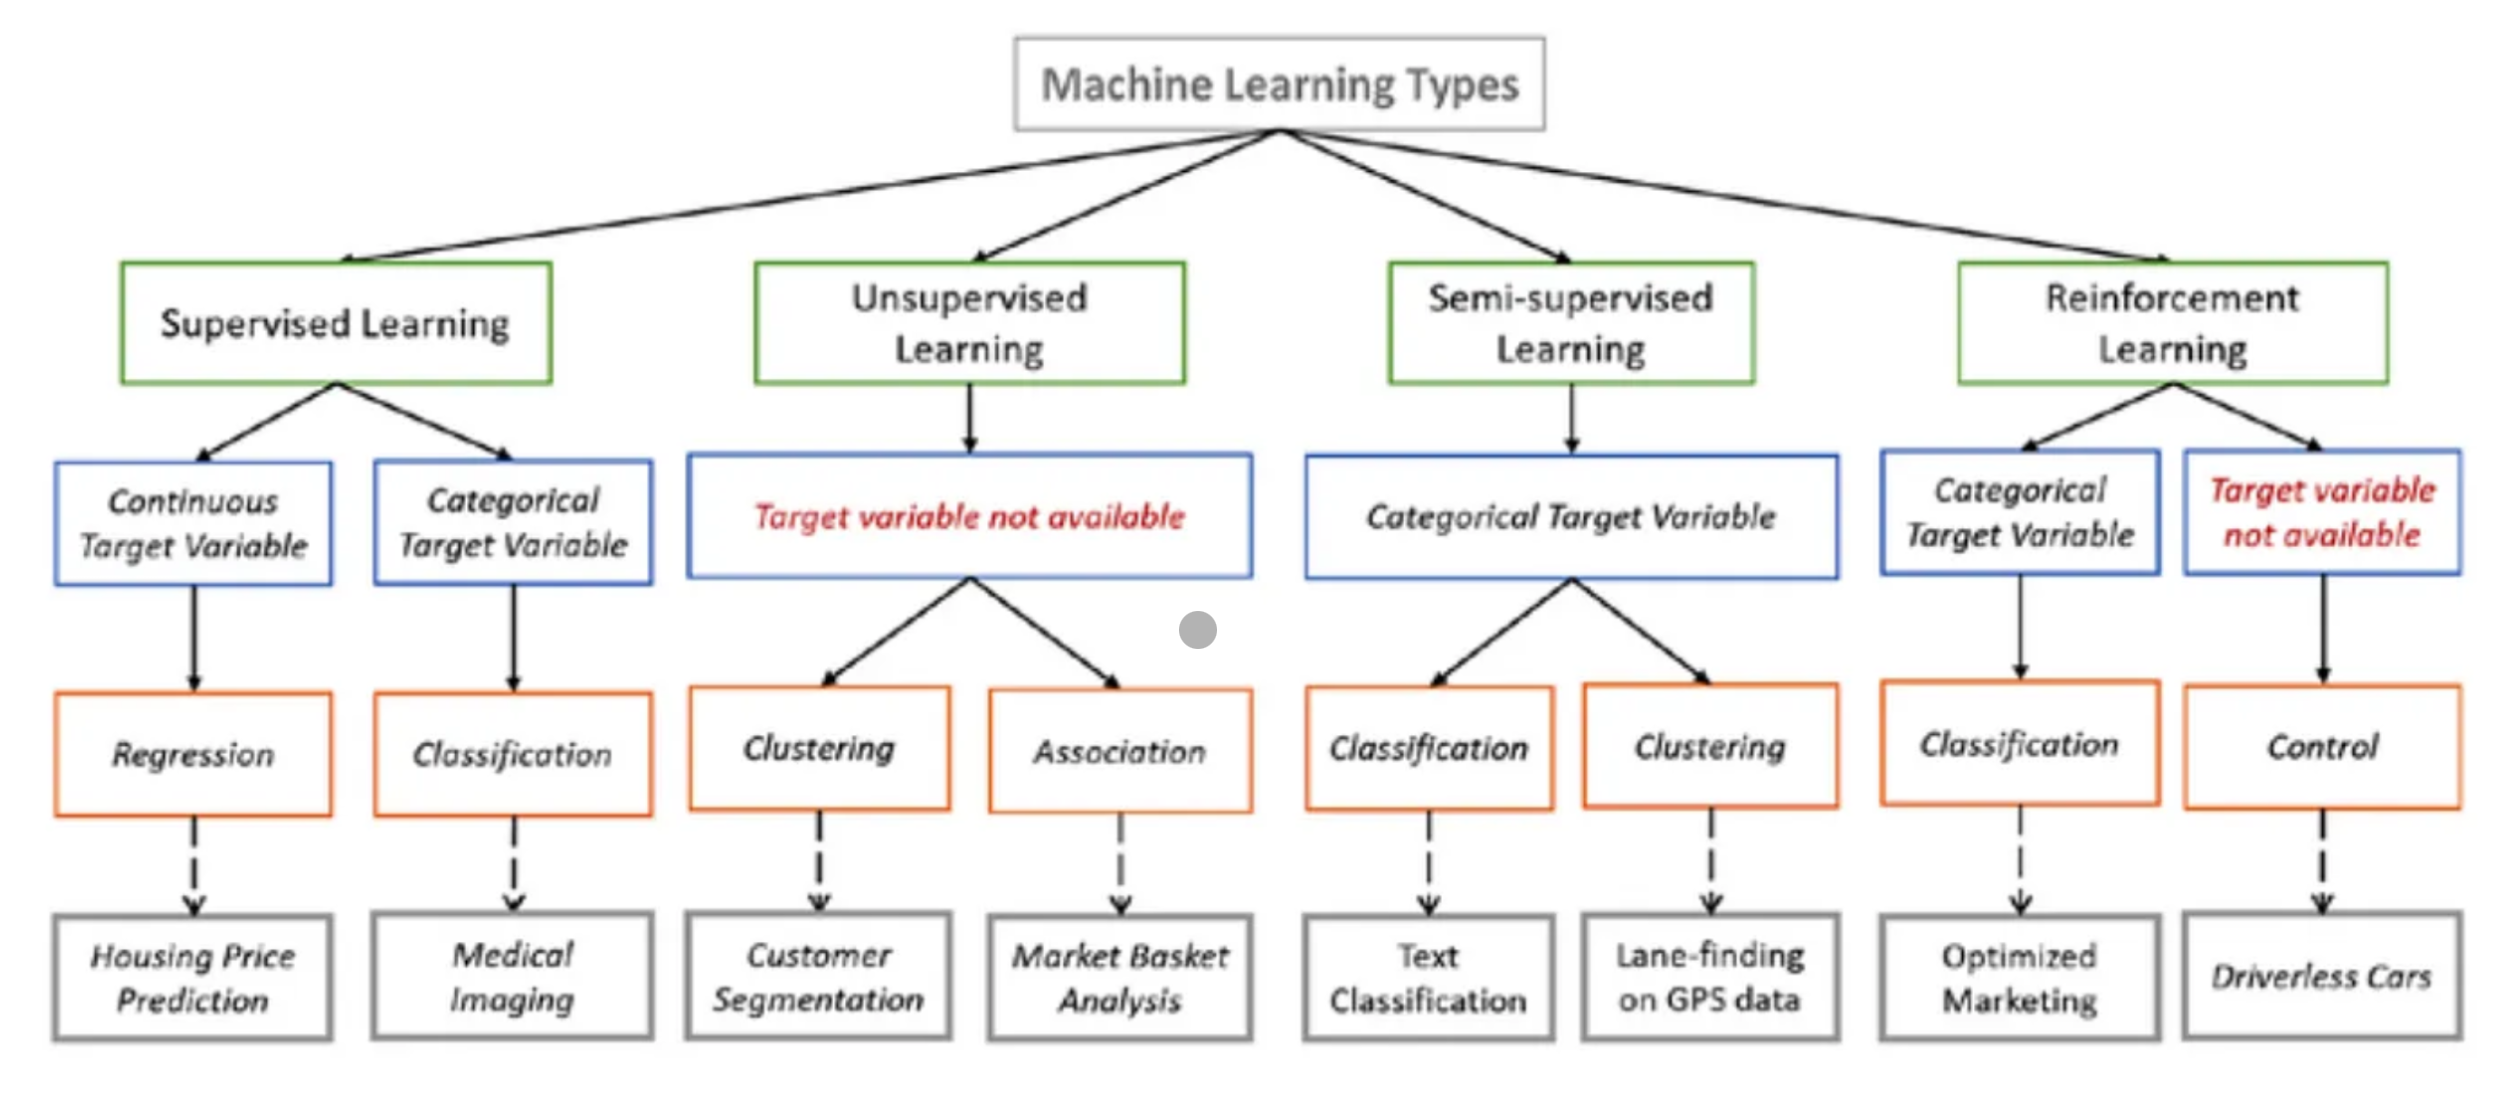 Machine Learning Types
Supervised Learning
Unsupervised
Learning
Semi-supervised
Learning
Reinforcement
Learning
Continuous
Target Variable
Categorical
Target Variable
Target variable not available
Categorical Target Variable
Categorical
Target Variable
Target variable
not available
Regression
Classification
Clustering
Association
Classification
Clustering
Classification
Control
Housing Price
Prediction
Medical
Imaging
Customer
Segmentation
Market Basket
Analysis
Text
Classification
Lane-finding
on GPS data
Optimized
Marketing
Driverless Cars